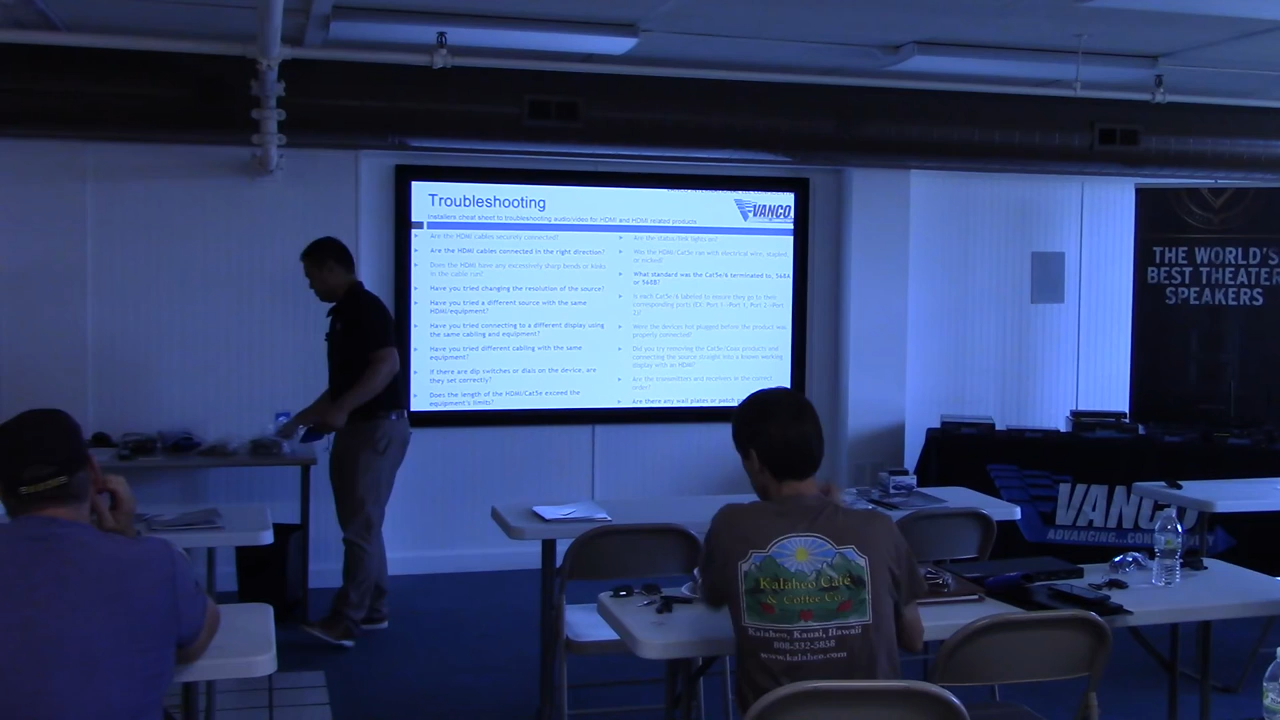 Troubleshooting
Installers cheat sheet to troubleshooting audio/video for HDMI and HDMI related products
VANCO
Are the HDMI cables securely connected?
Are the HDMI cables connected in the right direction?
Does the HDMI have any excessively sharp bends or kinks
in the cable run?
Have you tried changing the resolution of the source?
Have you tried a different source with the same
HDMI/equipment?
Have you tried connecting to a different display using
the same cabling and equipment?
Have you tried different cabling with the same
equipment?
If there are dip switches or dials on the device, are
they set correctly?
Does the length of the HDMI/Cat5e exceed the
equipment's limits?
Are the status/link lights on?
Was the HDMI/Cat5e run with electrical wire, stapled,
or nicked?
What standard was the Cat5e/6 terminated to, 568A
or 568B?
Is each Cat5e/6 labeled to ensure they go to their
corresponding ports (EX: Port 1->Port 1, Port 2->Port
2)?
Were the devices hot plugged before the product was
properly connected?
Did you try removing the Cat5e/Coax products and
connecting the source straight into a known working
display with an HDMI?
Are the transmitters and receivers in the correct
order?
Are there any wall plates or patch
THE WORLD'S
BEST THEATER
SPEAKERS
VANCO
ADVANCING...
Kalaheo Café
& Coffee Co.
Kalaheo, Kauai, Hawaii
808-332-5858
www.kalaheo.com